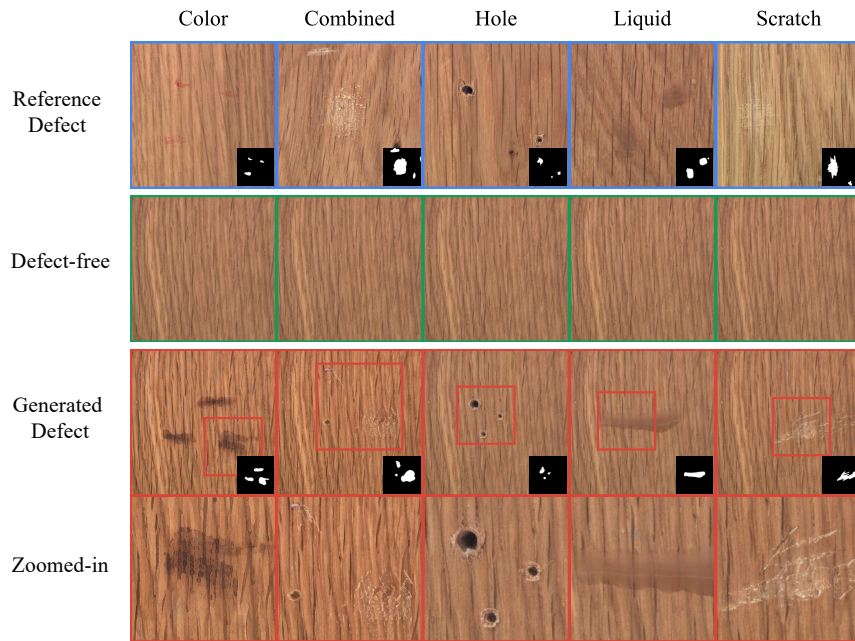 Color Combined Hole Liquid Scratch
Reference
Defect
Defect-free
Generated
Defect
Zoomed-in